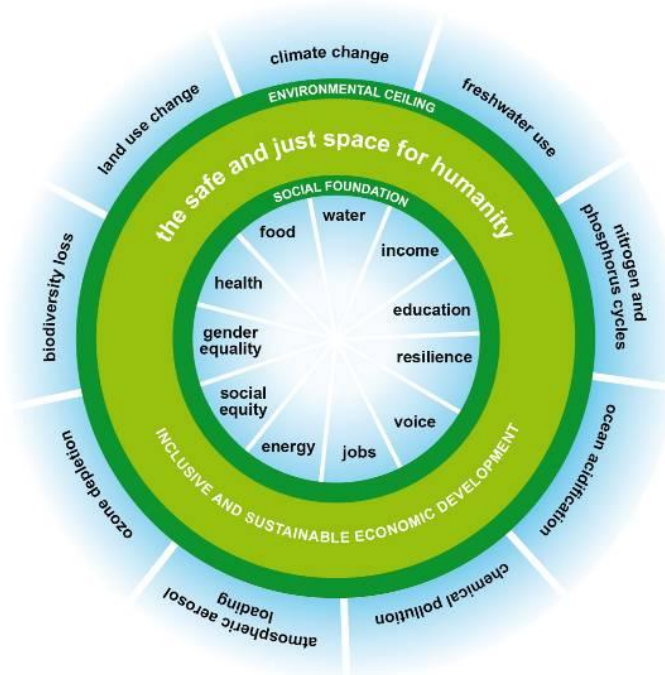 climate change
freshwater use
nitrogen and
phosphorus cycles
ocean acidification
chemical pollution
atmospheric aerosol
loading
ozone depletion
biodiversity loss
land use change
ENVIRONMENTAL CEILING
the safe and just space for humanity
SOCIAL FOUNDATION
water
income
education
resilience
voice
jobs
energy
social
equity
gender
equality
health
food
INCLUSIVE AND SUSTAINABLE ECONOMIC DEVELOPMENT